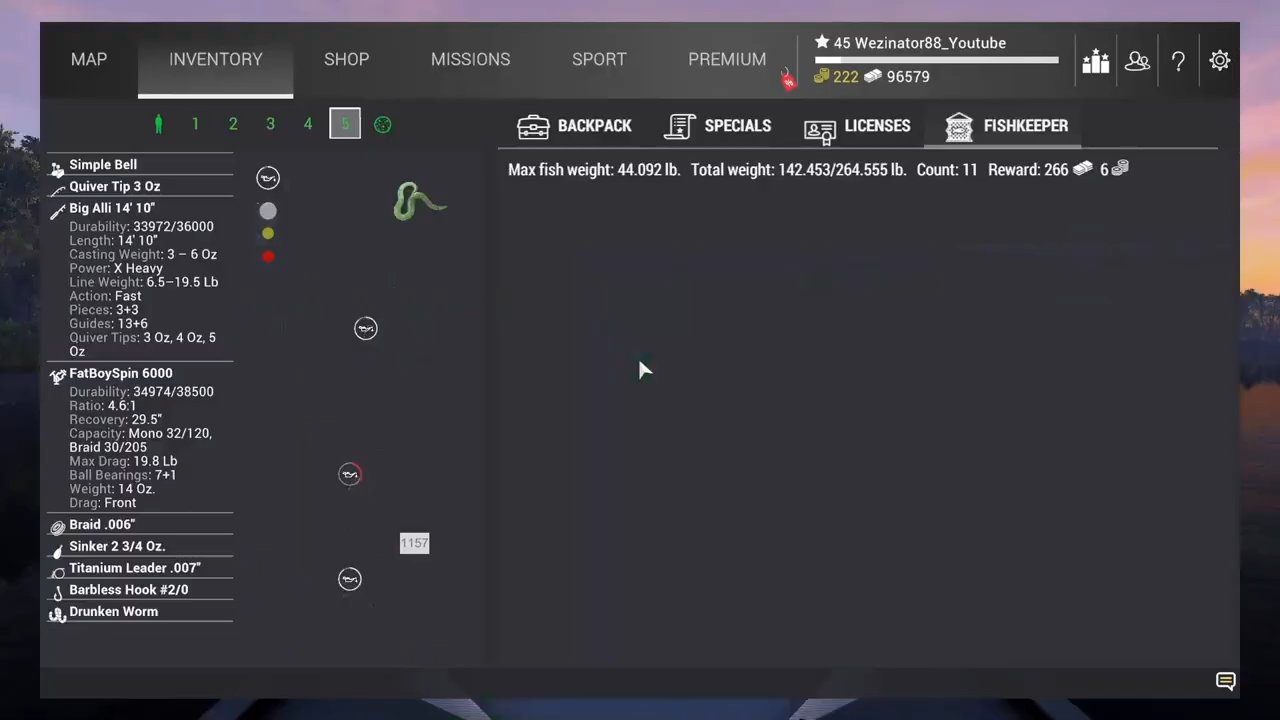 MAP
INVENTORY
SHOP
MISSIONS
SPORT
PREMIUM
45 Wezinator88_Youtube
222 96579
?
1 2 3 4 5
BACKPACK
SPECIALS
LICENSES
FISHKEEPER
Max fish weight: 44.092 lb. Total weight: 142.453/264.555 lb. Count: 11 Reward: 266 6
Simple Bell
Quiver Tip 3 Oz
Big Alli 14' 10"
Durability: 33972/36000
Length: 14' 10"
Casting Weight: 3 – 6 Oz
Power: X Heavy
Line Weight: 6.5–19.5 Lb
Action: Fast
Pieces: 3+3
Guides: 13+6
Quiver Tips: 3 Oz, 4 Oz, 5
Oz
FatBoySpin 6000
Durability: 34974/38500
Ratio: 4.6:1
Recovery: 29.5"
Capacity: Mono 32/120,
Braid 30/205
Max Drag: 19.8 Lb
Ball Bearings: 7+1
Weight: 14 Oz.
Drag: Front
Braid .006"
Sinker 2 3/4 Oz.
Titanium Leader .007"
Barbless Hook #2/0
Drunken Worm
1157